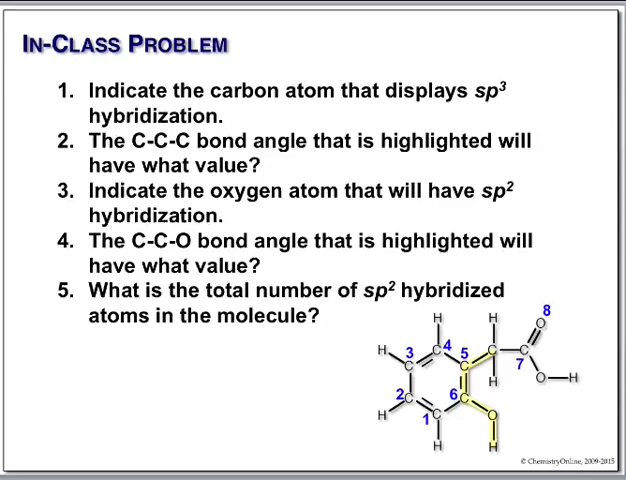 IN-CLASS PROBLEM
1. Indicate the carbon atom that displays sp3
hybridization.
2. The C-C-C bond angle that is highlighted will
have what value?
3. Indicate the oxygen atom that will have sp2
hybridization.
4. The C-C-O bond angle that is highlighted will
have what value?
5. What is the total number of sp2 hybridized
atoms in the molecule?
8
H H O
H 3 C 4 5 C C
C C 7
H O H
2 C 6 C
H 1 C O
H H
© ChemistryOnline, 2009-2015